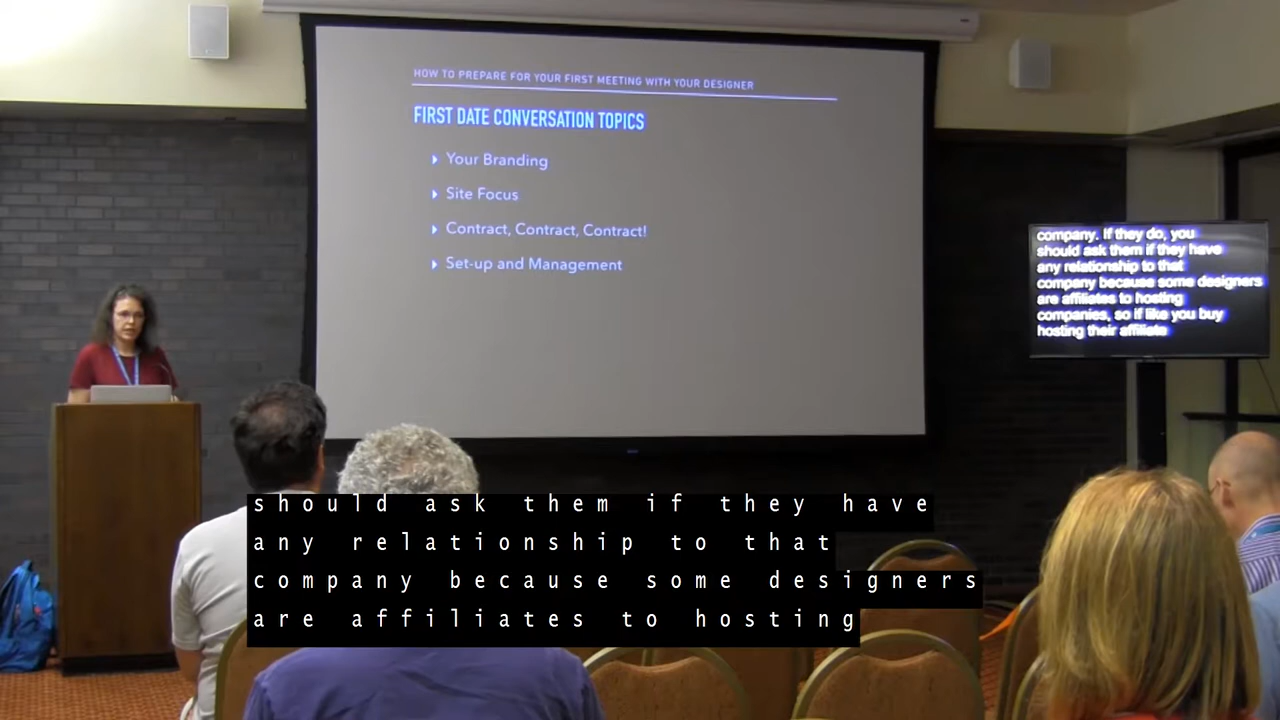 HOW TO PREPARE FOR YOUR FIRST MEETING WITH YOUR DESIGNER
FIRST DATE CONVERSATION TOPICS
Your Branding
Site Focus
Contract, Contract, Contract!
Set-up and Management
company. If they do, you
should ask them if they have
any relationship to that
company because some designers
are affiliates to hosting
companies, so if like you buy
hosting their affiliate
should ask them if they have
any relationship to that
company because some designers
are affiliates to hosting